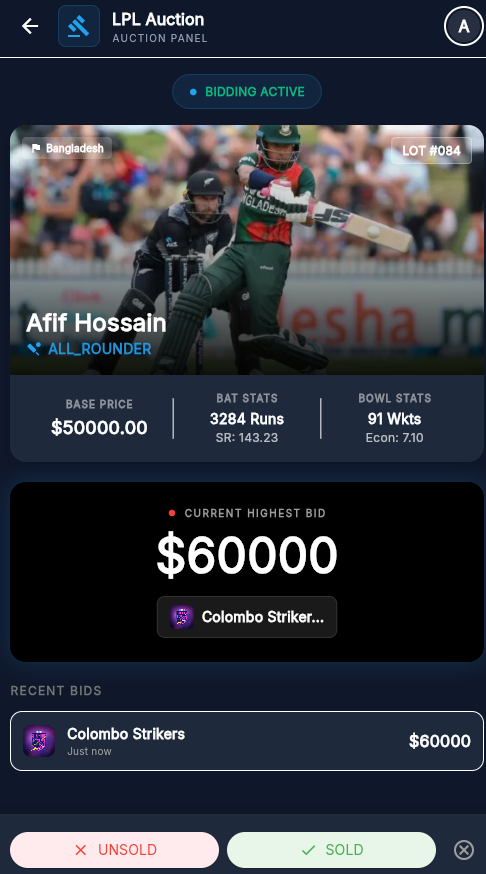 LPL Auction
AUCTION PANEL
A
BIDDING ACTIVE
Bangladesh
LOT #084
BANGLADESH
desha
Afif Hossain
ALL_ROUNDER
BASE PRICE
$50000.00
BAT STATS
3284 Runs
SR: 143.23
BOWL STATS
91 Wkts
Econ: 7.10
CURRENT HIGHEST BID
$60000
Colombo Striker...
RECENT BIDS
Colombo Strikers
Just now
$60000
UNSOLD
SOLD